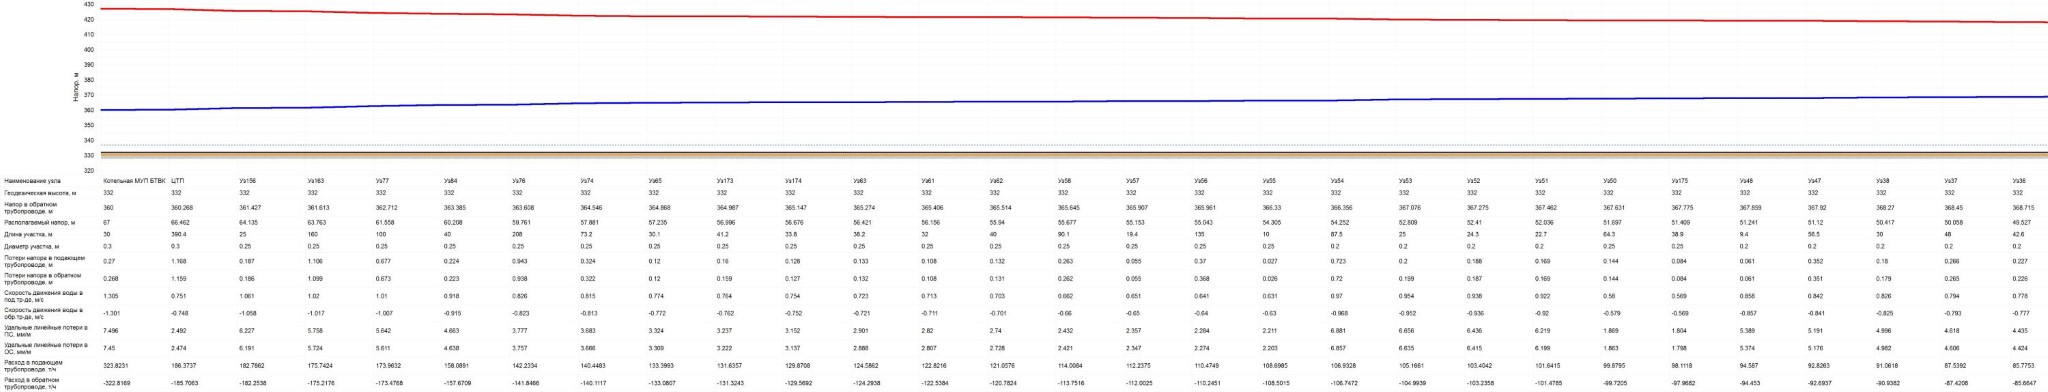 430
420
410
400
390
380
370
360
350
340
330
320
Напор, м
Наименование узла Котельная МУП БТВК ЦТП Уз156 Уз163 Уз77 Уз84 Уз76 Уз74 Уз65 Уз173 Уз174 Уз63 Уз61 Уз62 Уз58 Уз57 Уз56 Уз55 Уз54 Уз53 Уз52 Уз51 Уз50 Уз175 Уз48 Уз47 Уз38 Уз37 Уз36
Геодезическая высота, м 332 332 332 332 332 332 332 332 332 332 332 332 332 332 332 332 332 332 332 332 332 332 332 332 332 332 332 332 332
Напор в обратном
трубопроводе, м 360 360.268 361.427 361.613 362.712 363.385 363.608 364.546 364.868 364.987 365.147 365.274 365.406 365.514 365.645 365.907 365.961 366.33 366.356 367.076 367.275 367.462 367.631 367.775 367.859 367.92 368.27 368.45 368.715
Располагаемый напор, м 67 66.462 64.135 63.763 61.558 60.208 59.761 57.881 57.235 56.996 56.676 56.421 56.156 55.94 55.677 55.153 55.043 54.305 54.252 52.809 52.41 52.036 51.697 51.409 51.241 51.12 50.417 50.058 49.527
Длина участка, м 30 390.4 25 160 100 40 208 73.2 30.1 41.2 33.8 38.2 32 40 90.1 19.4 135 10 87.5 25 24.3 22.7 64.3 38.9 9.4 56.5 30 48 42.6
Диаметр участка, м 0.3 0.3 0.25 0.25 0.25 0.25 0.25 0.25 0.25 0.25 0.25 0.25 0.25 0.25 0.25 0.25 0.25 0.25 0.2 0.2 0.2 0.2 0.25 0.25 0.2 0.2 0.2 0.2 0.2
Потери напора в подающем
трубопроводе, м 0.27 1.168 0.187 1.106 0.677 0.224 0.943 0.324 0.12 0.16 0.128 0.133 0.108 0.132 0.263 0.055 0.37 0.027 0.723 0.2 0.188 0.169 0.144 0.084 0.061 0.352 0.18 0.266 0.227
Потери напора в обратном
трубопроводе, м 0.268 1.159 0.186 1.099 0.673 0.223 0.938 0.322 0.12 0.159 0.127 0.132 0.108 0.131 0.262 0.055 0.368 0.026 0.72 0.199 0.187 0.169 0.144 0.084 0.061 0.351 0.179 0.265 0.226
Скорость движения воды в
под.тр-де, м/с 1.305 0.751 1.061 1.02 1.01 0.918 0.826 0.815 0.774 0.764 0.754 0.723 0.713 0.703 0.662 0.651 0.641 0.631 0.97 0.954 0.938 0.922 0.58 0.569 0.858 0.842 0.826 0.794 0.778
Скорость движения воды в
обр.тр-де, м/с -1.301 -0.748 -1.058 -1.017 -1.007 -0.915 -0.823 -0.813 -0.772 -0.762 -0.752 -0.721 -0.711 -0.701 -0.66 -0.65 -0.64 -0.63 -0.968 -0.952 -0.936 -0.92 -0.579 -0.569 -0.857 -0.841 -0.825 -0.793 -0.777
Удельные линейные потери в
ПС, мм/м 7.496 2.492 6.227 5.758 5.642 4.663 3.777 3.683 3.324 3.237 3.152 2.901 2.82 2.74 2.432 2.357 2.284 2.211 6.881 6.656 6.436 6.219 1.869 1.804 5.389 5.191 4.996 4.618 4.435
Удельные линейные потери в
ОС, мм/м 7.45 2.474 6.191 5.724 5.611 4.638 3.757 3.666 3.309 3.222 3.137 2.888 2.807 2.728 2.421 2.347 2.274 2.203 6.857 6.635 6.415 6.199 1.863 1.798 5.374 5.176 4.982 4.606 4.424
Расход в подающем
трубопроводе, т/ч 323.8231 186.3737 182.7862 175.7424 173.9632 158.0891 142.2334 140.4483 133.3993 131.6357 129.8708 124.5862 122.8216 121.0576 114.0084 112.2375 110.4749 108.6985 106.9328 105.1661 103.4042 101.6415 99.8795 98.1118 94.587 92.8263 91.0618 87.5392 85.7753
Расход в обратном
трубопроводе, т/ч -322.8169 -185.7063 -182.2538 -175.2176 -173.4768 -157.6709 -141.8466 -140.1117 -133.0807 -131.3243 -129.5692 -124.2938 -122.5384 -120.7824 -113.7516 -112.0025 -110.2451 -108.5015 -106.7472 -104.9939 -103.2358 -101.4785 -99.7205 -97.9682 -94.453 -92.6937 -90.9382 -87.4208 -85.6647